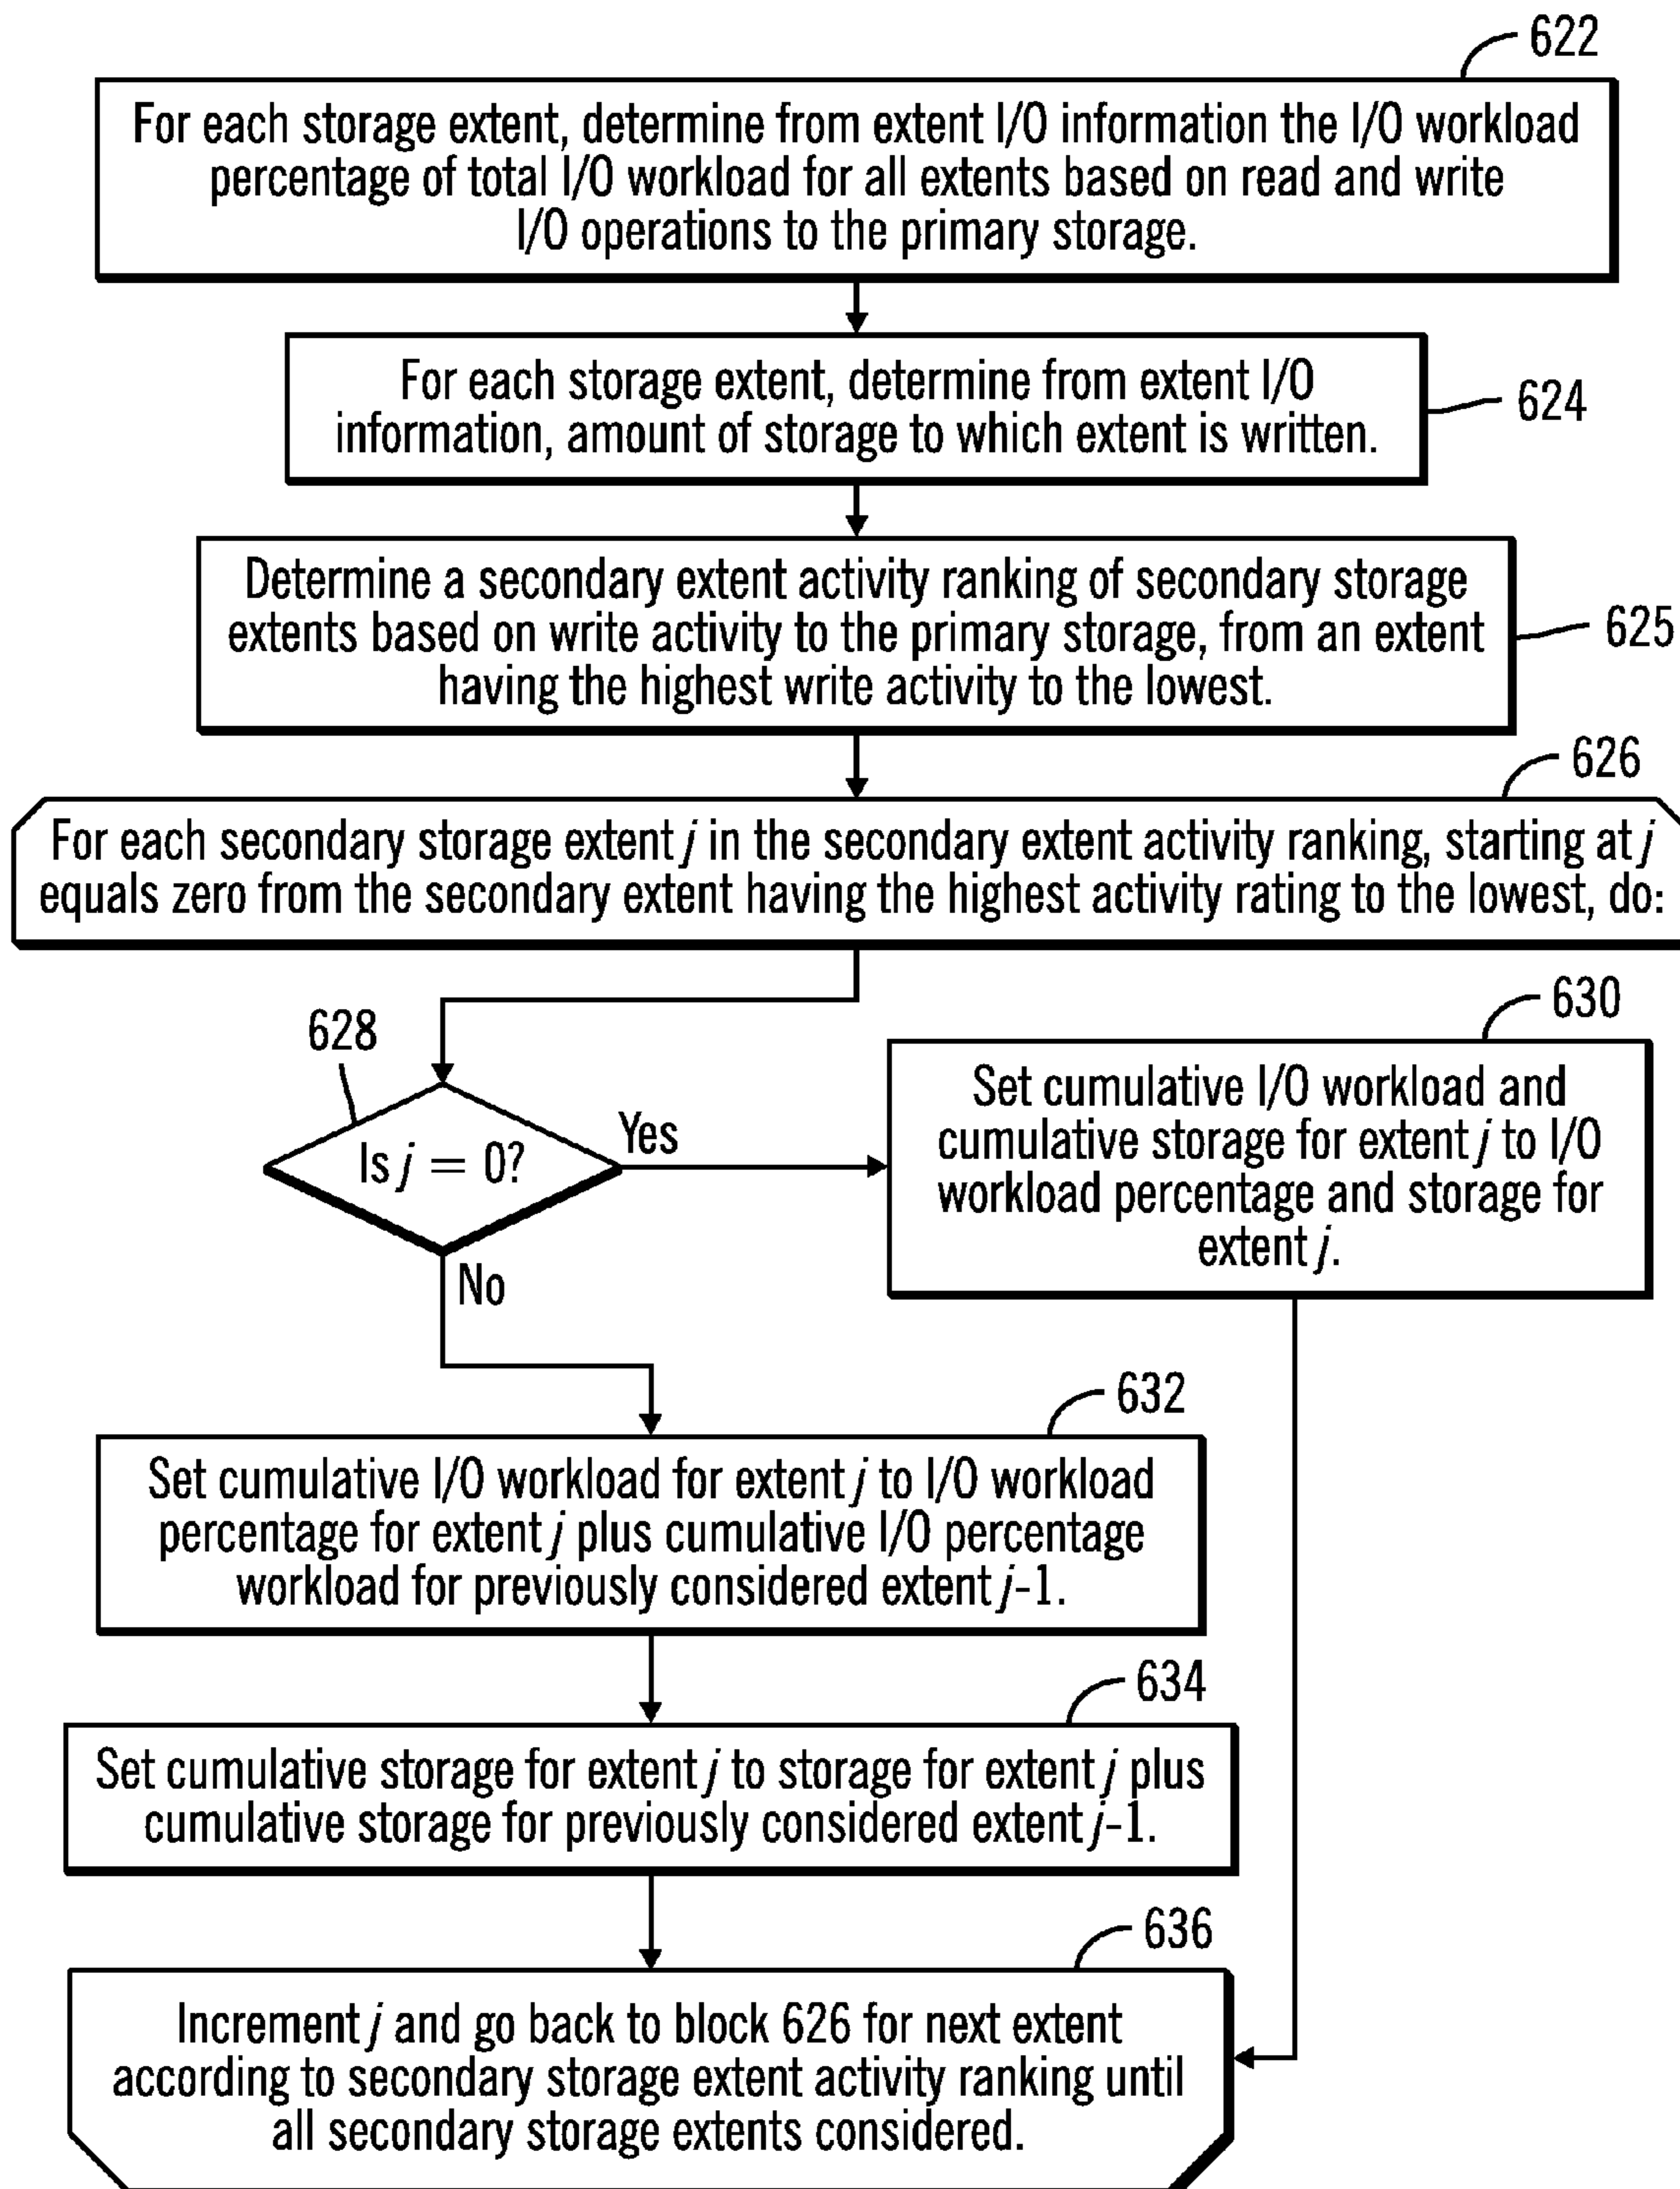 622
For each storage extent, determine from extent I/O information the I/O workload
percentage of total I/O workload for all extents based on read and write
I/O operations to the primary storage.
For each storage extent, determine from extent I/O
information, amount of storage to which extent is written.
624
Determine a secondary extent activity ranking of secondary storage
extents based on write activity to the primary storage, from an extent
having the highest write activity to the lowest.
625
626
For each secondary storage extent j in the secondary extent activity ranking, starting at j
equals zero from the secondary extent having the highest activity rating to the lowest, do:
628
Is j = 0?
Yes
No
630
Set cumulative I/O workload and
cumulative storage for extent j to I/O
workload percentage and storage for
extent j.
632
Set cumulative I/O workload for extent j to I/O workload
percentage for extent j plus cumulative I/O percentage
workload for previously considered extent j-1.
634
Set cumulative storage for extent j to storage for extent j plus
cumulative storage for previously considered extent j-1.
636
Increment j and go back to block 626 for next extent
according to secondary storage extent activity ranking until
all secondary storage extents considered.